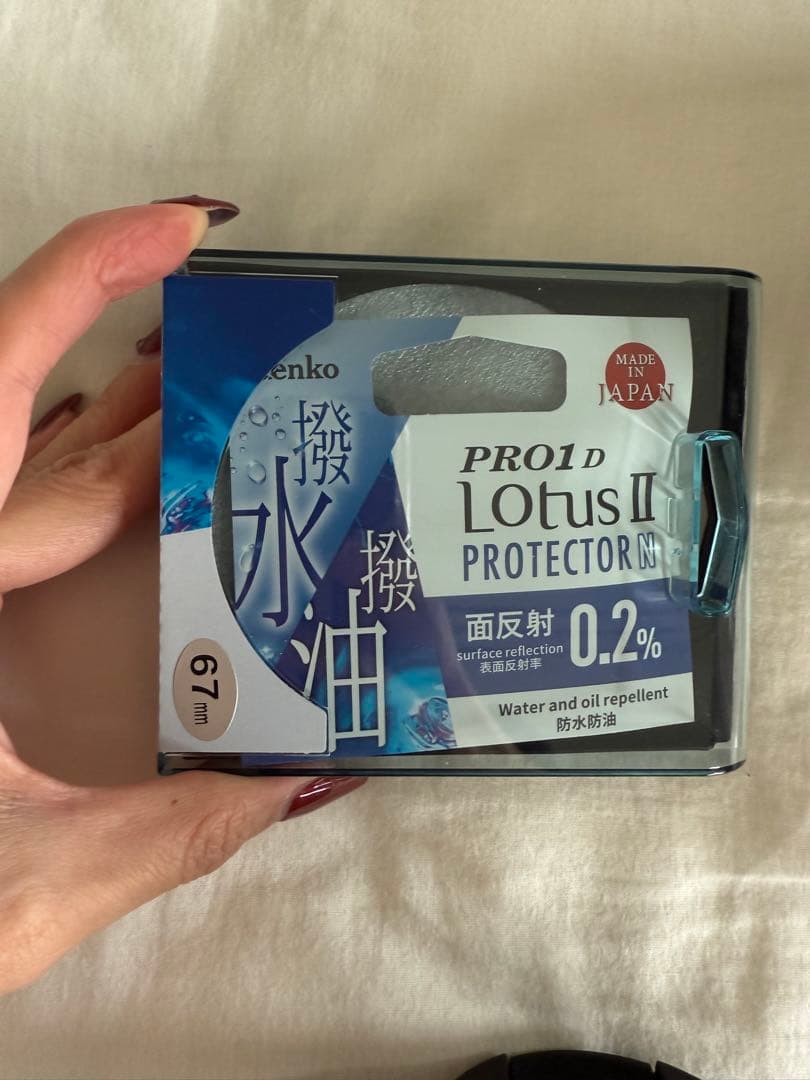 Kenko
撥水
撥油
MADE
IN
JAPAN
PRO1 D
LOtus II
PROTECTOR N
面反射
surface reflection
表面反射率
0.2%
Water and oil repellent
防水防油
67mm